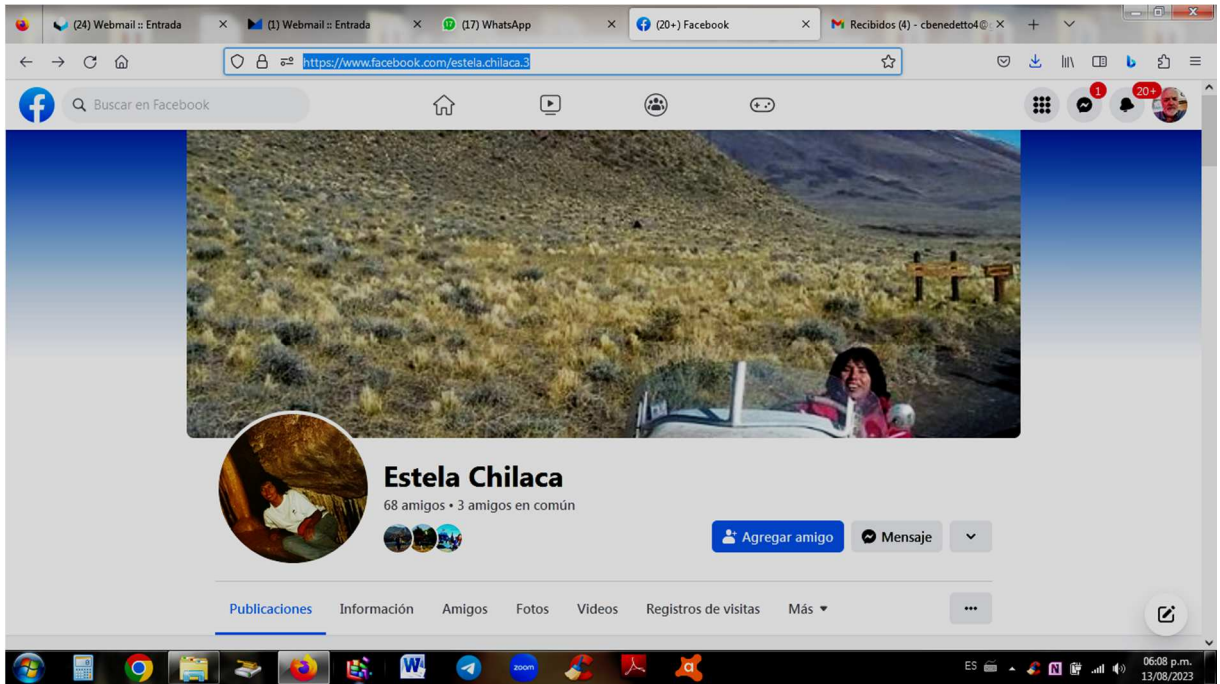 (24) Webmail :: Entrada
(1) Webmail :: Entrada
(17) WhatsApp
(20+) Facebook
Recibidos (4) - cbenedetto4@
https://www.facebook.com/estela.chilaca.3
Buscar en Facebook
1
20+
Estela Chilaca
68 amigos • 3 amigos en común
Agregar amigo
Mensaje
Publicaciones
Información
Amigos
Fotos
Videos
Registros de visitas
Más
zoom
ES
06:08 p.m.
13/08/2023